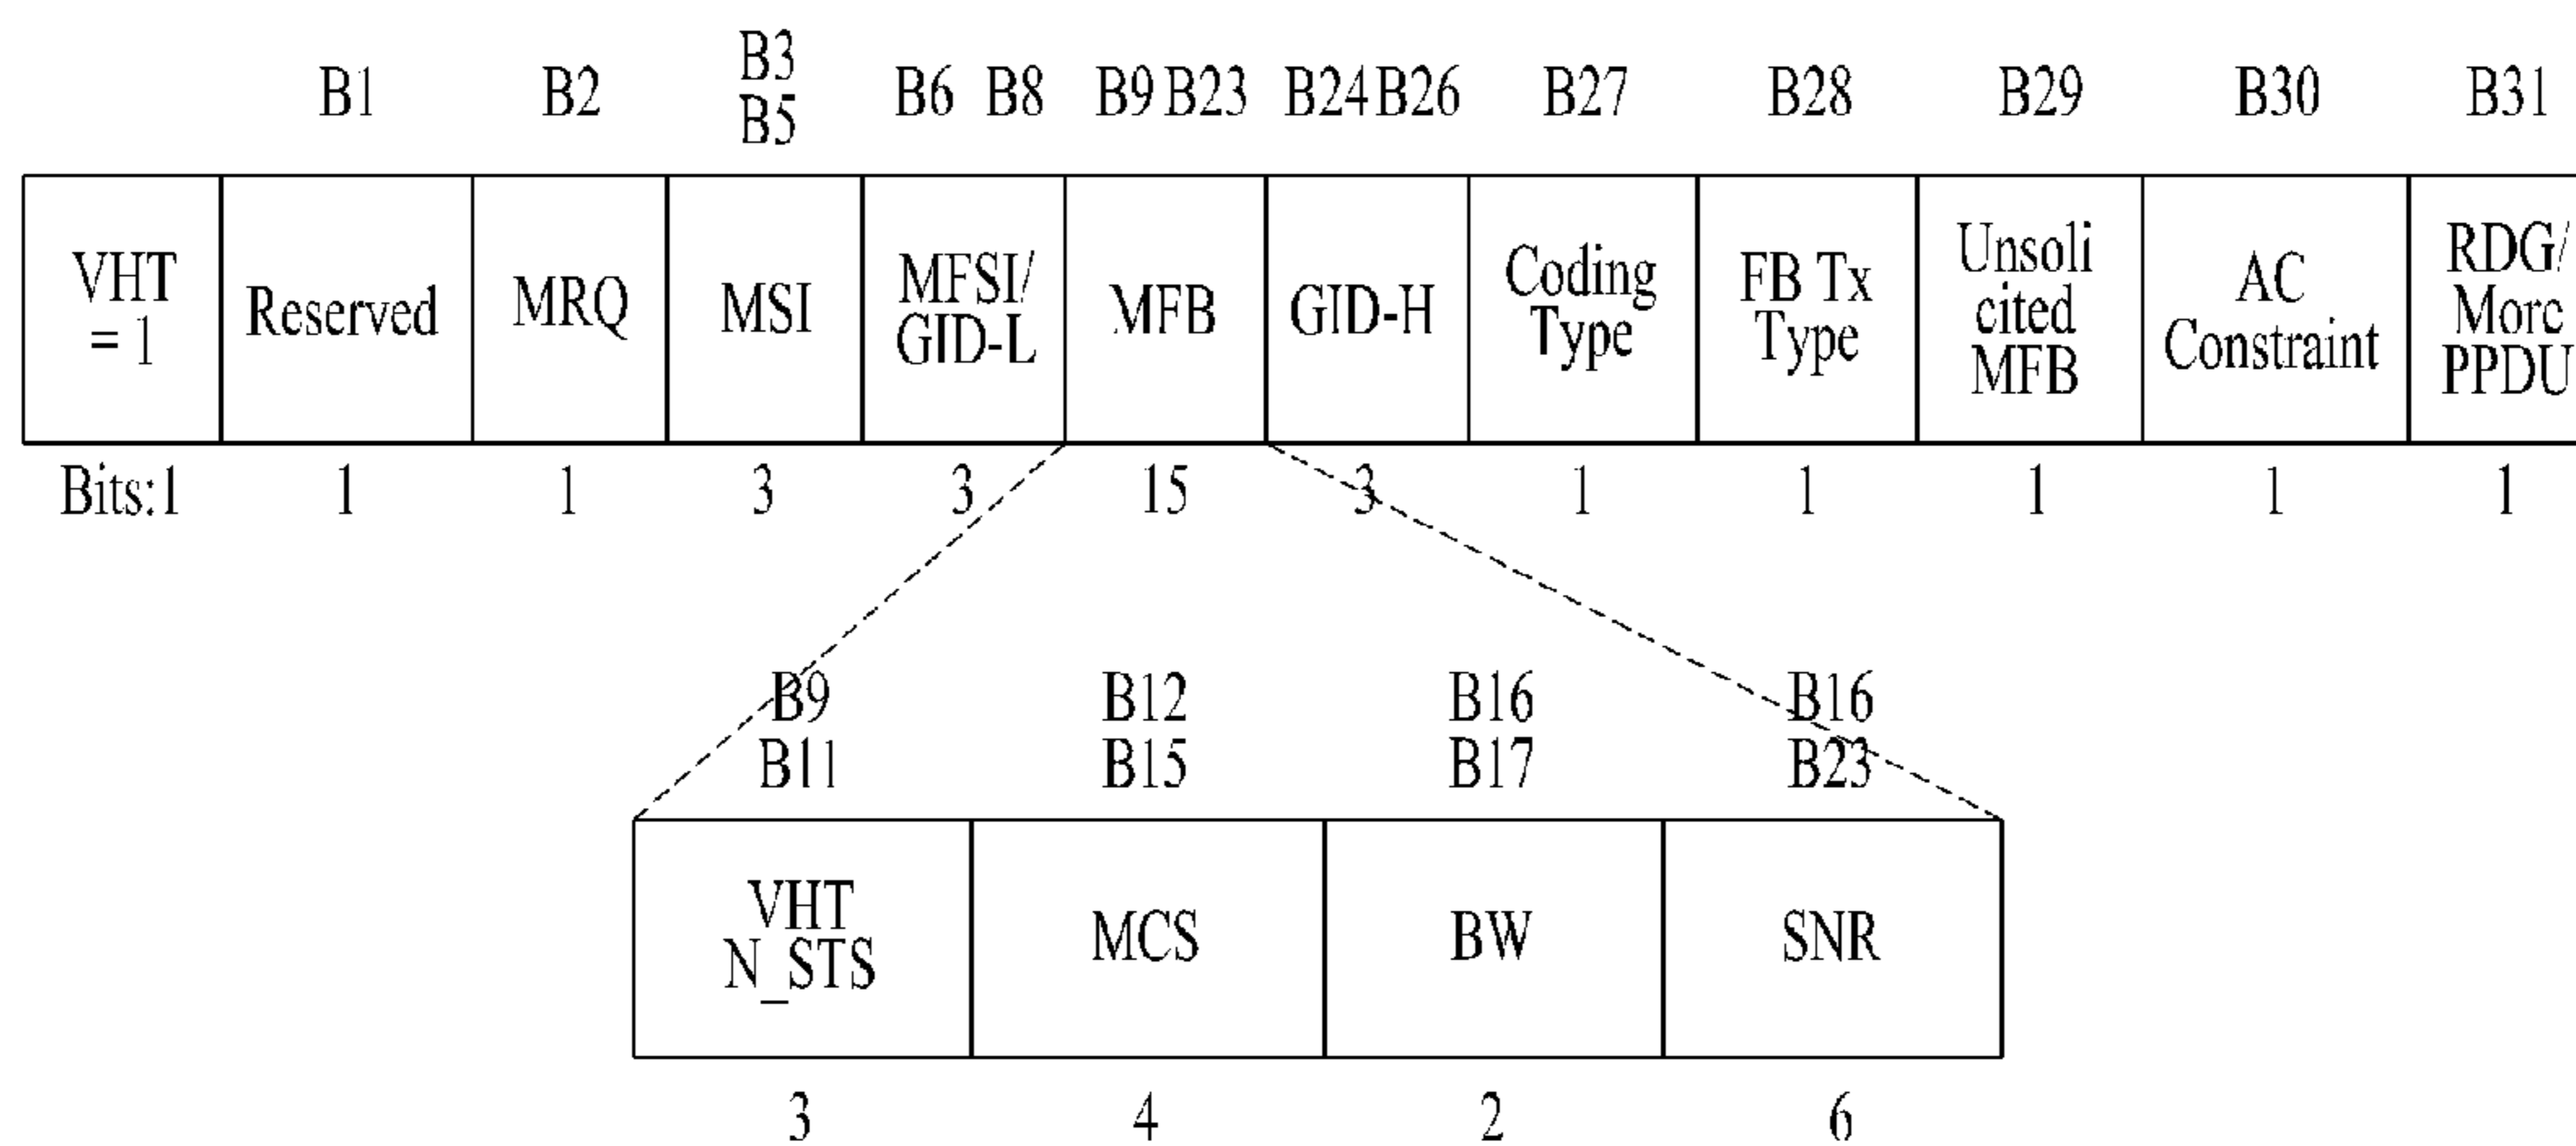 B1 B2 B3 B5 B6 B8 B9 B23 B24 B26 B27 B28 B29 B30 B31
VHT = 1
Reserved
MRQ
MSI
MFSI/ GID-L
MFB
GID-H
Coding Type
FB Tx Type
Unsoli cited MFB
AC Constraint
RDG/ More PPDU
Bits:1 1 1 3 3 15 3 1 1 1 1 1
B9 B11
B12 B15
B16 B17
B16 B23
VHT N_STS
MCS
BW
SNR
3 4 2 6